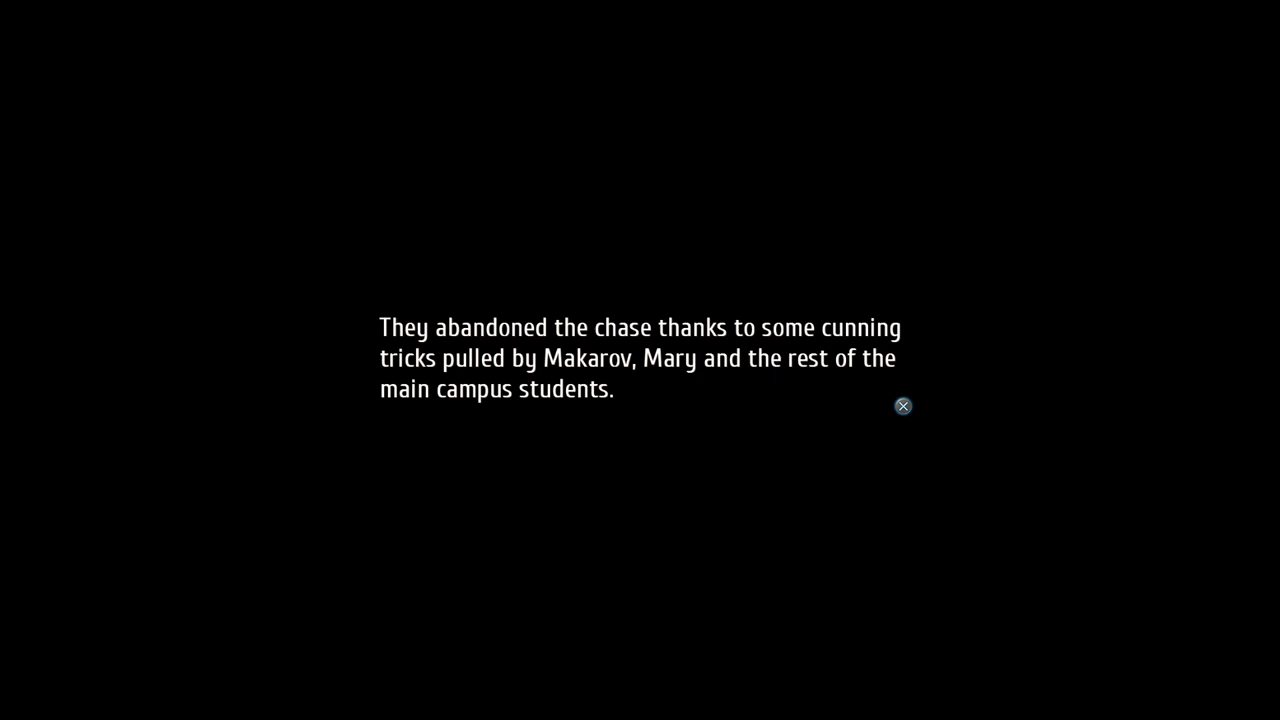 They abandoned the chase thanks to some cunning
tricks pulled by Makarov, Mary and the rest of the
main campus students.